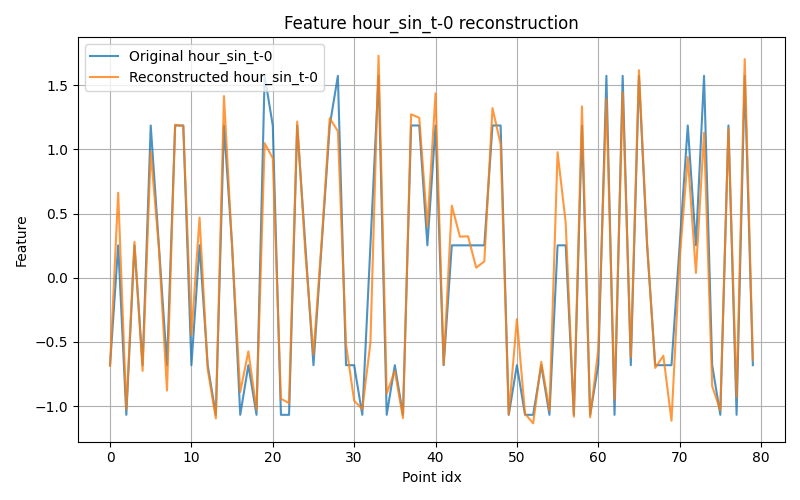 Feature hour_sin_t-0 reconstruction
Original hour_sin_t-0
Reconstructed hour_sin_t-0
1.5
1.0
0.5
0.0
−0.5
−1.0
Feature
0 10 20 30 40 50 60 70 80
Point idx